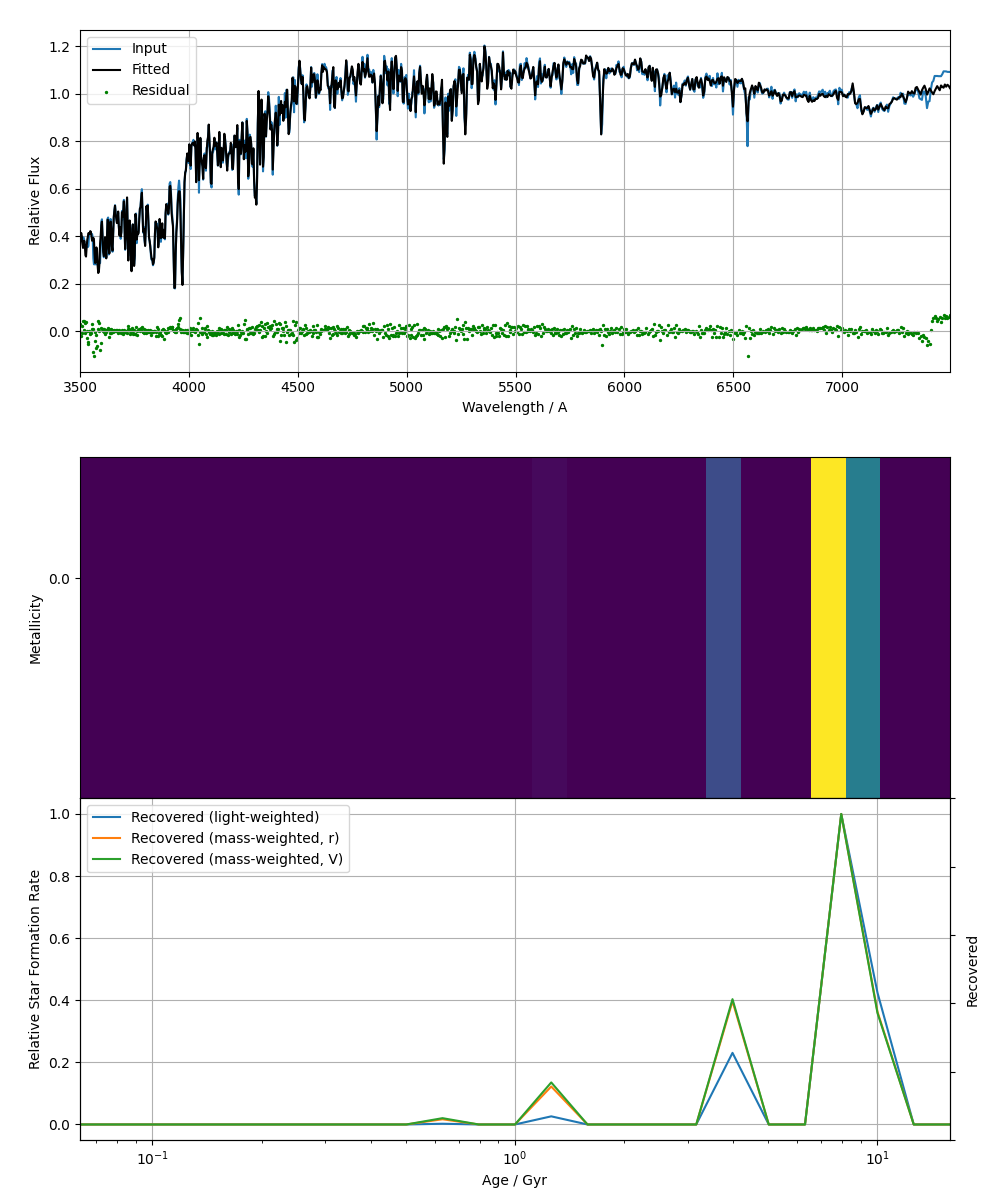 Input
Fitted
Residual
1.2
1.0
0.8
0.6
0.4
0.2
0.0
Relative Flux
3500 4000 4500 5000 5500 6000 6500 7000
Wavelength / A
0.0
Metallicity
Recovered (light-weighted)
Recovered (mass-weighted, r)
Recovered (mass-weighted, V)
1.0
0.8
0.6
0.4
0.2
0.0
Relative Star Formation Rate
Recovered
10⁻¹ 10⁰ 10¹
Age / Gyr